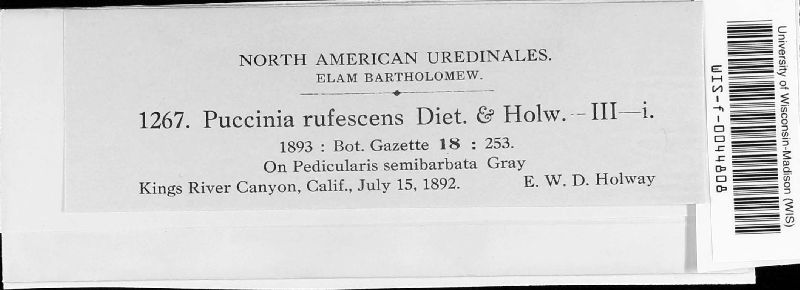 NORTH AMERICAN UREDINALES.
ELAM BARTHOLOMEW.
1267. Puccinia rufescens Diet. & Holw.—III—i.
1893 : Bot. Gazette 18 : 253.
On Pedicularis semibarbata Gray
Kings River Canyon, Calif., July 15, 1892. E. W. D. Holway
University of Wisconsin-Madison (WIS)
WIS-f-0044808